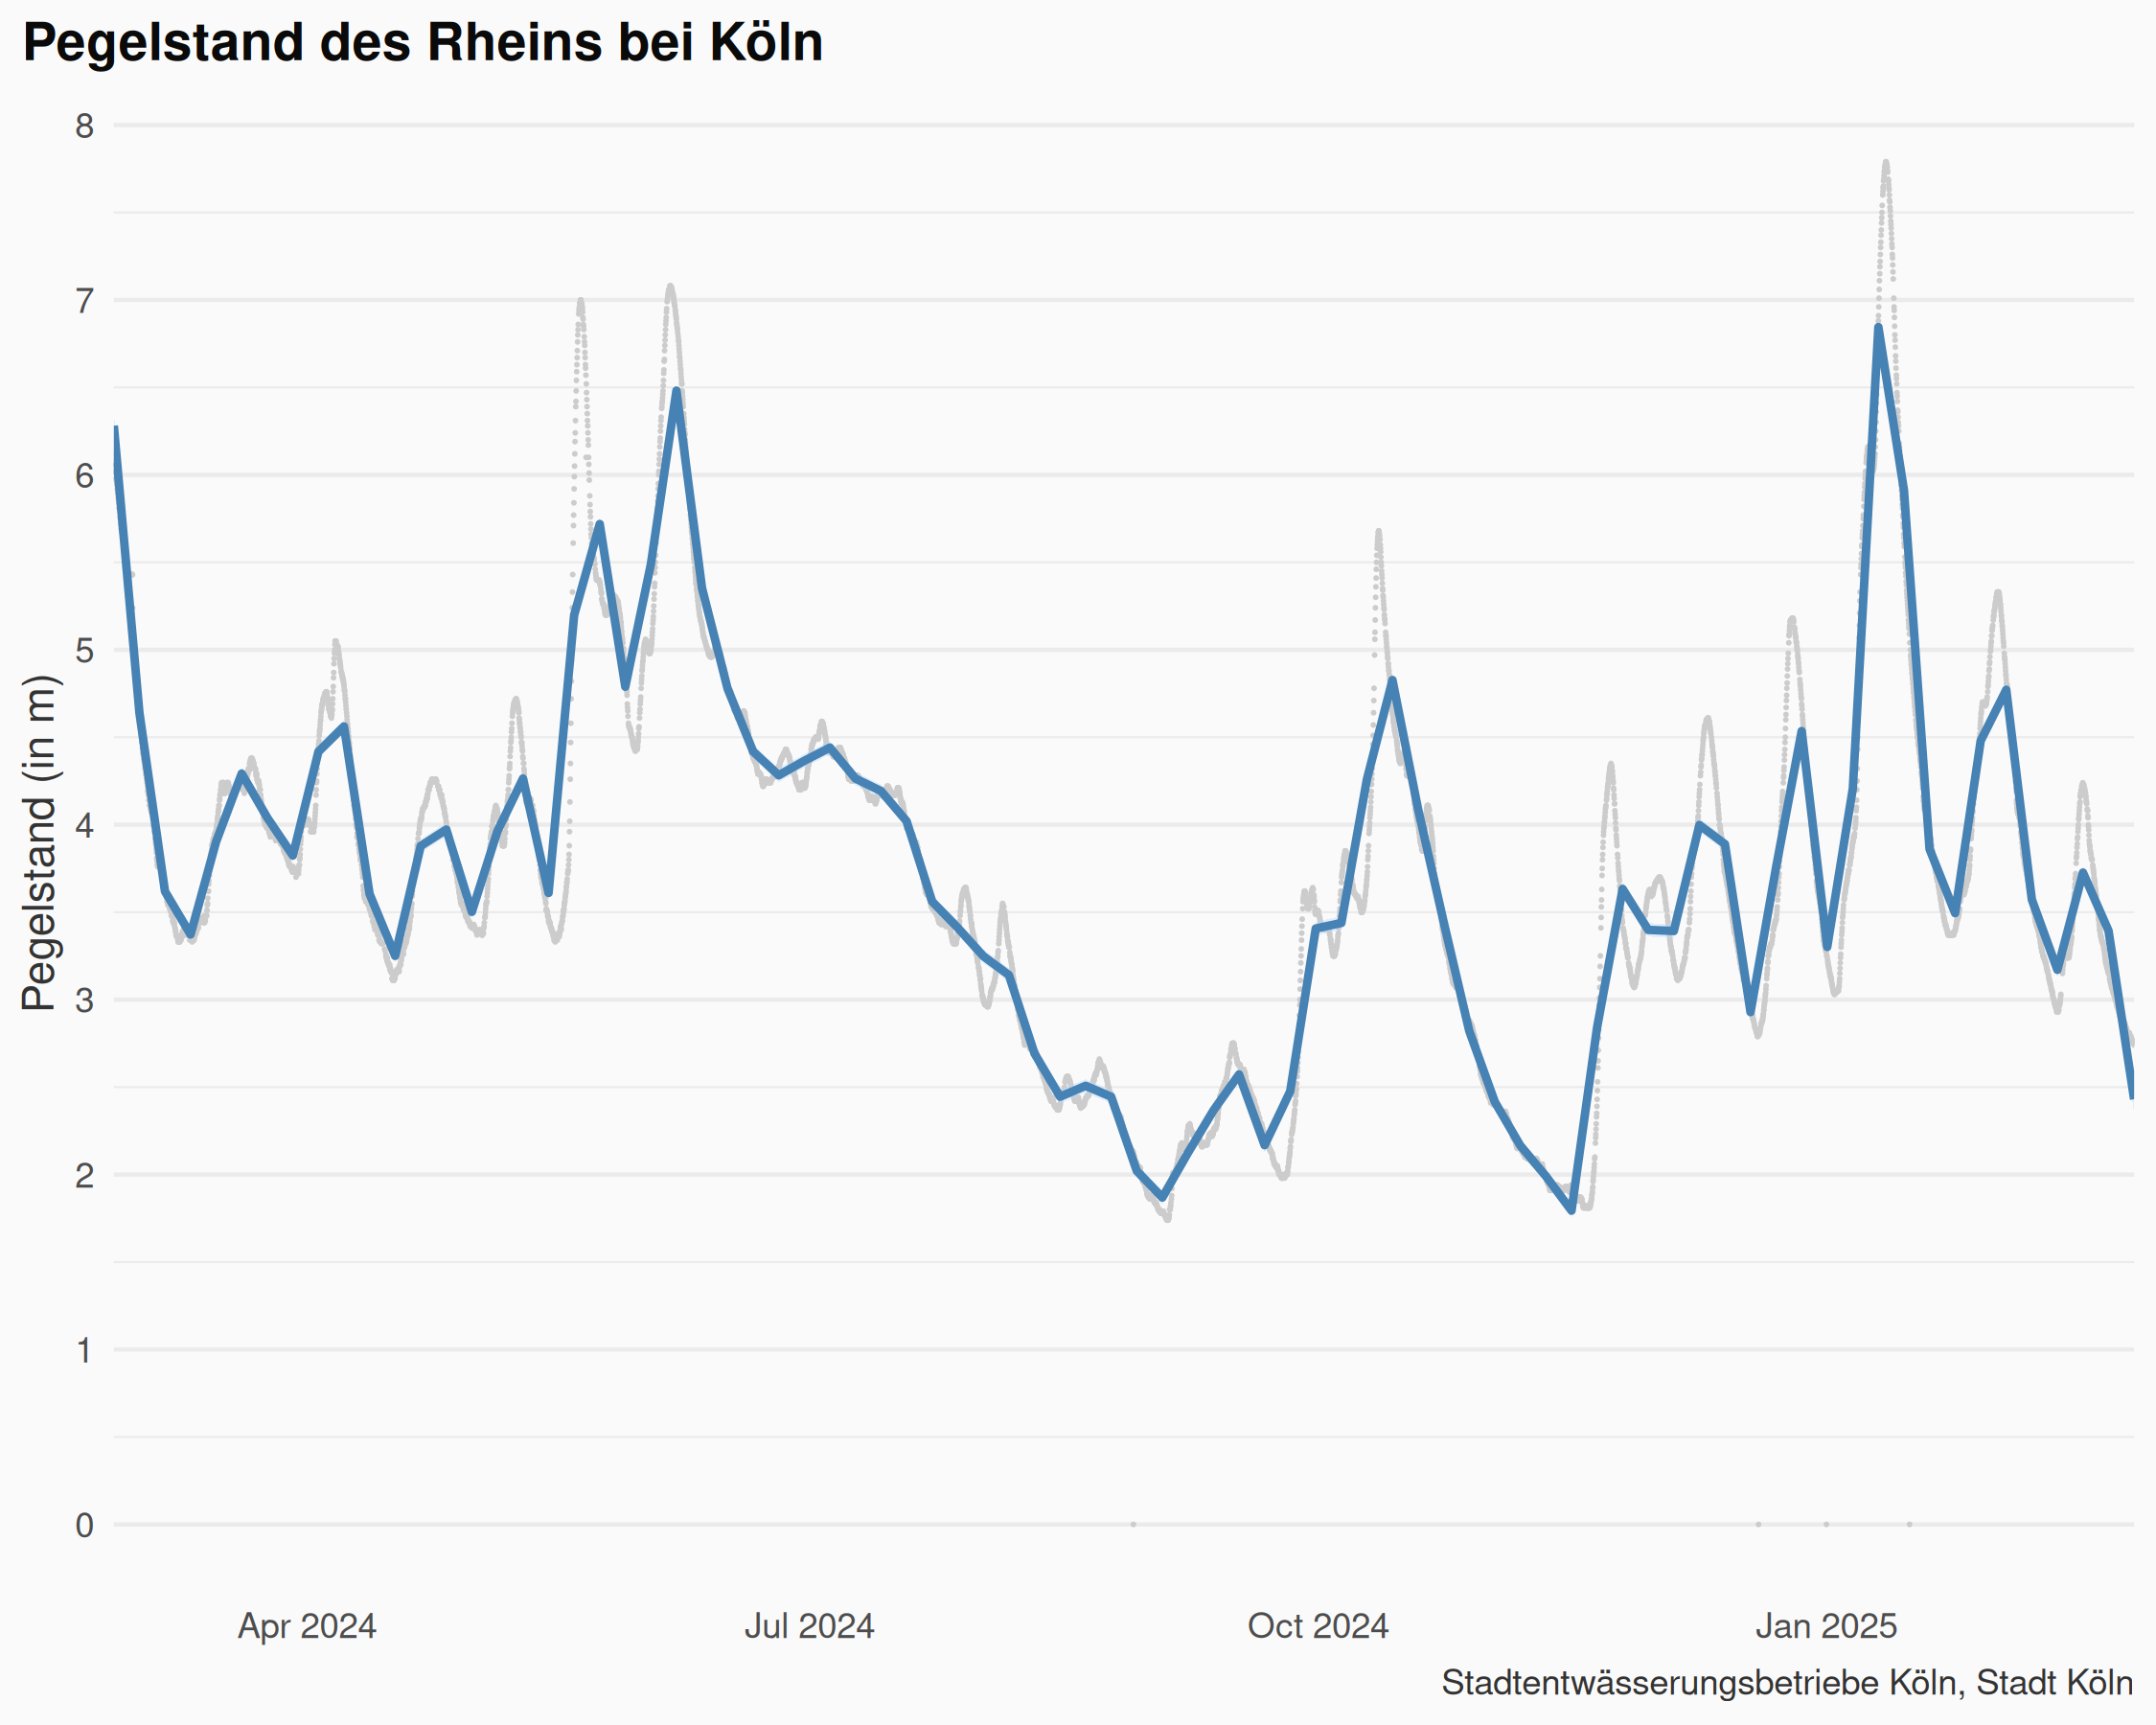 Pegelstand des Rheins bei Köln
Pegelstand (in m)
8
7
6
5
4
3
2
1
0
Apr 2024
Jul 2024
Oct 2024
Jan 2025
Stadtentwässerungsbetriebe Köln, Stadt Köln